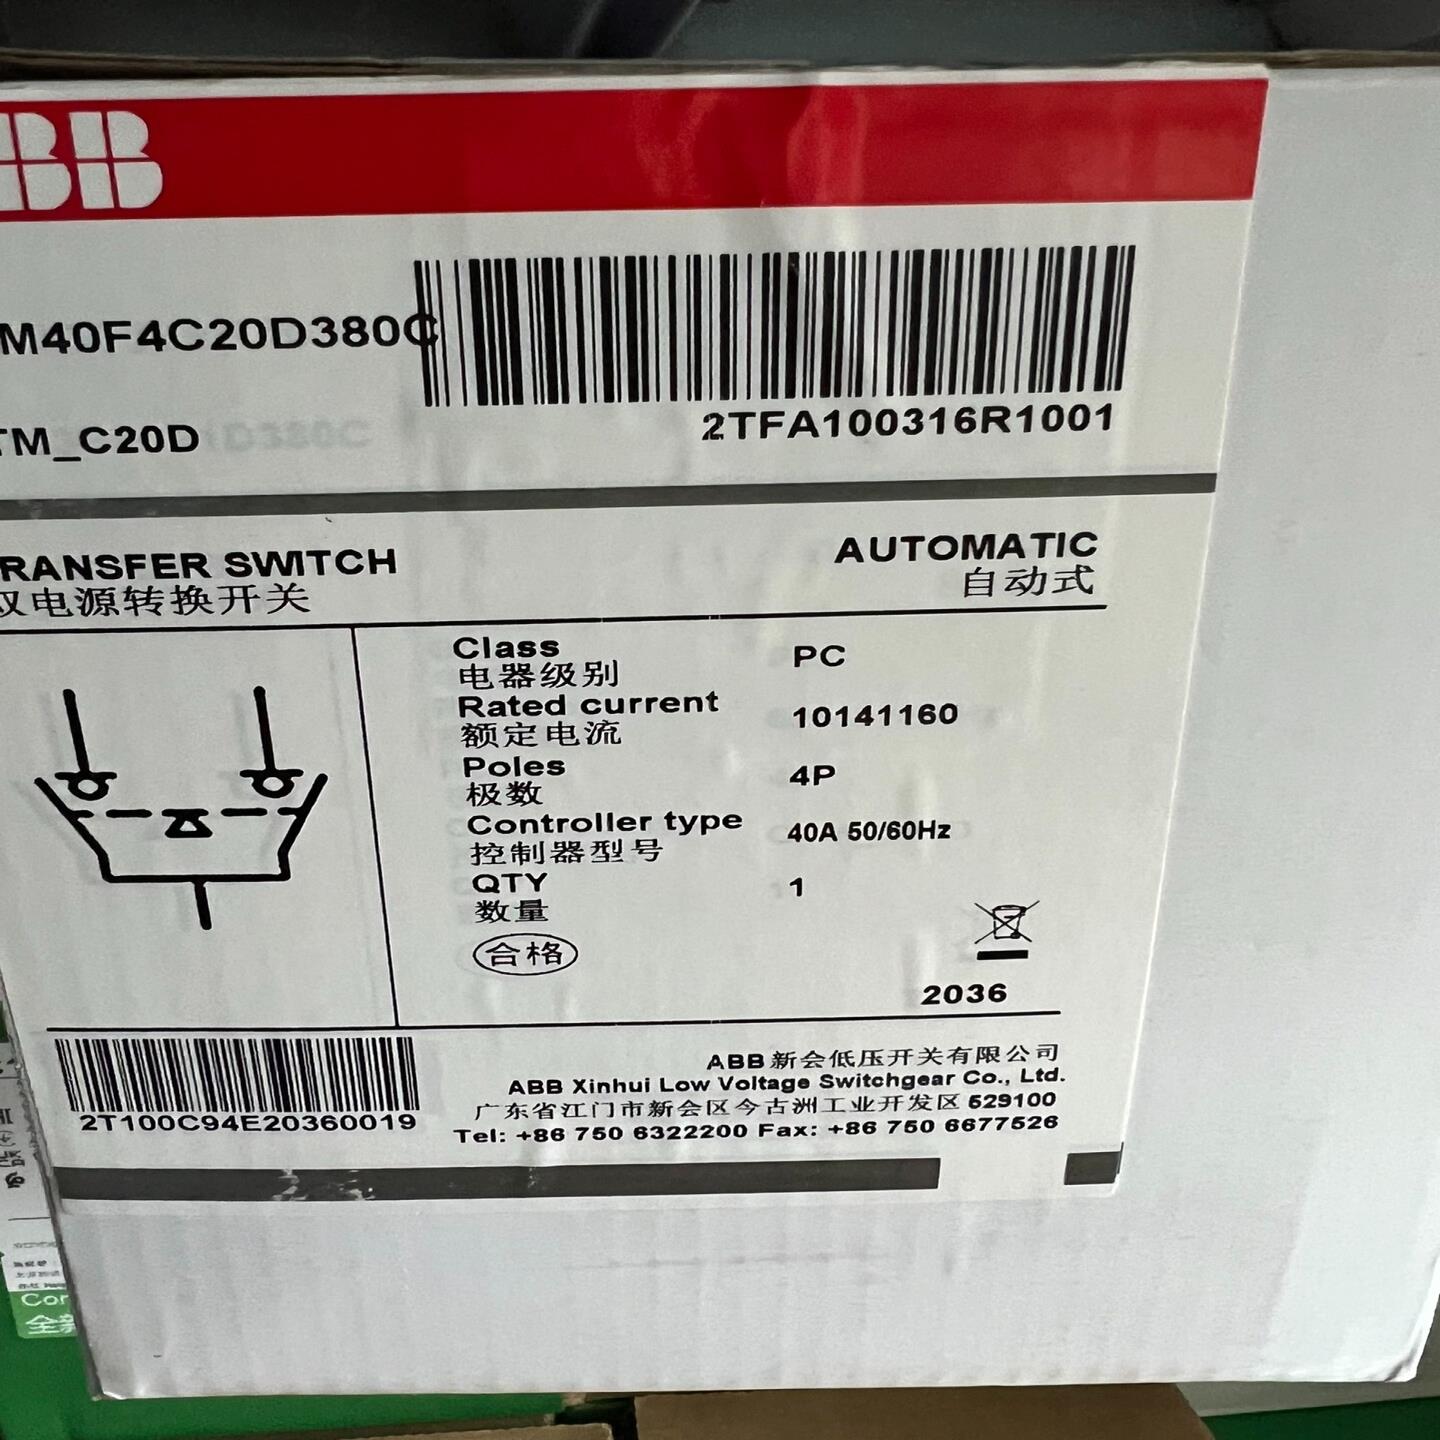 ABB
M40F4C20D380C
2TFA100316R1001
TM_C20D
TRANSFER SWITCH
双电源转换开关
AUTOMATIC
自动式
Class PC
电器级别
Rated current 10141160
额定电流
Poles 4P
极数
Controller type 40A 50/60Hz
控制器型号
QTY 1
数量
合格
2036
2T100C94E20360019
ABB新会低压开关有限公司
ABB Xinhui Low Voltage Switchgear Co., Ltd.
广东省江门市新会区今古洲工业开发区 529100
Tel: +86 750 6322200 Fax: +86 750 6677526
Cor